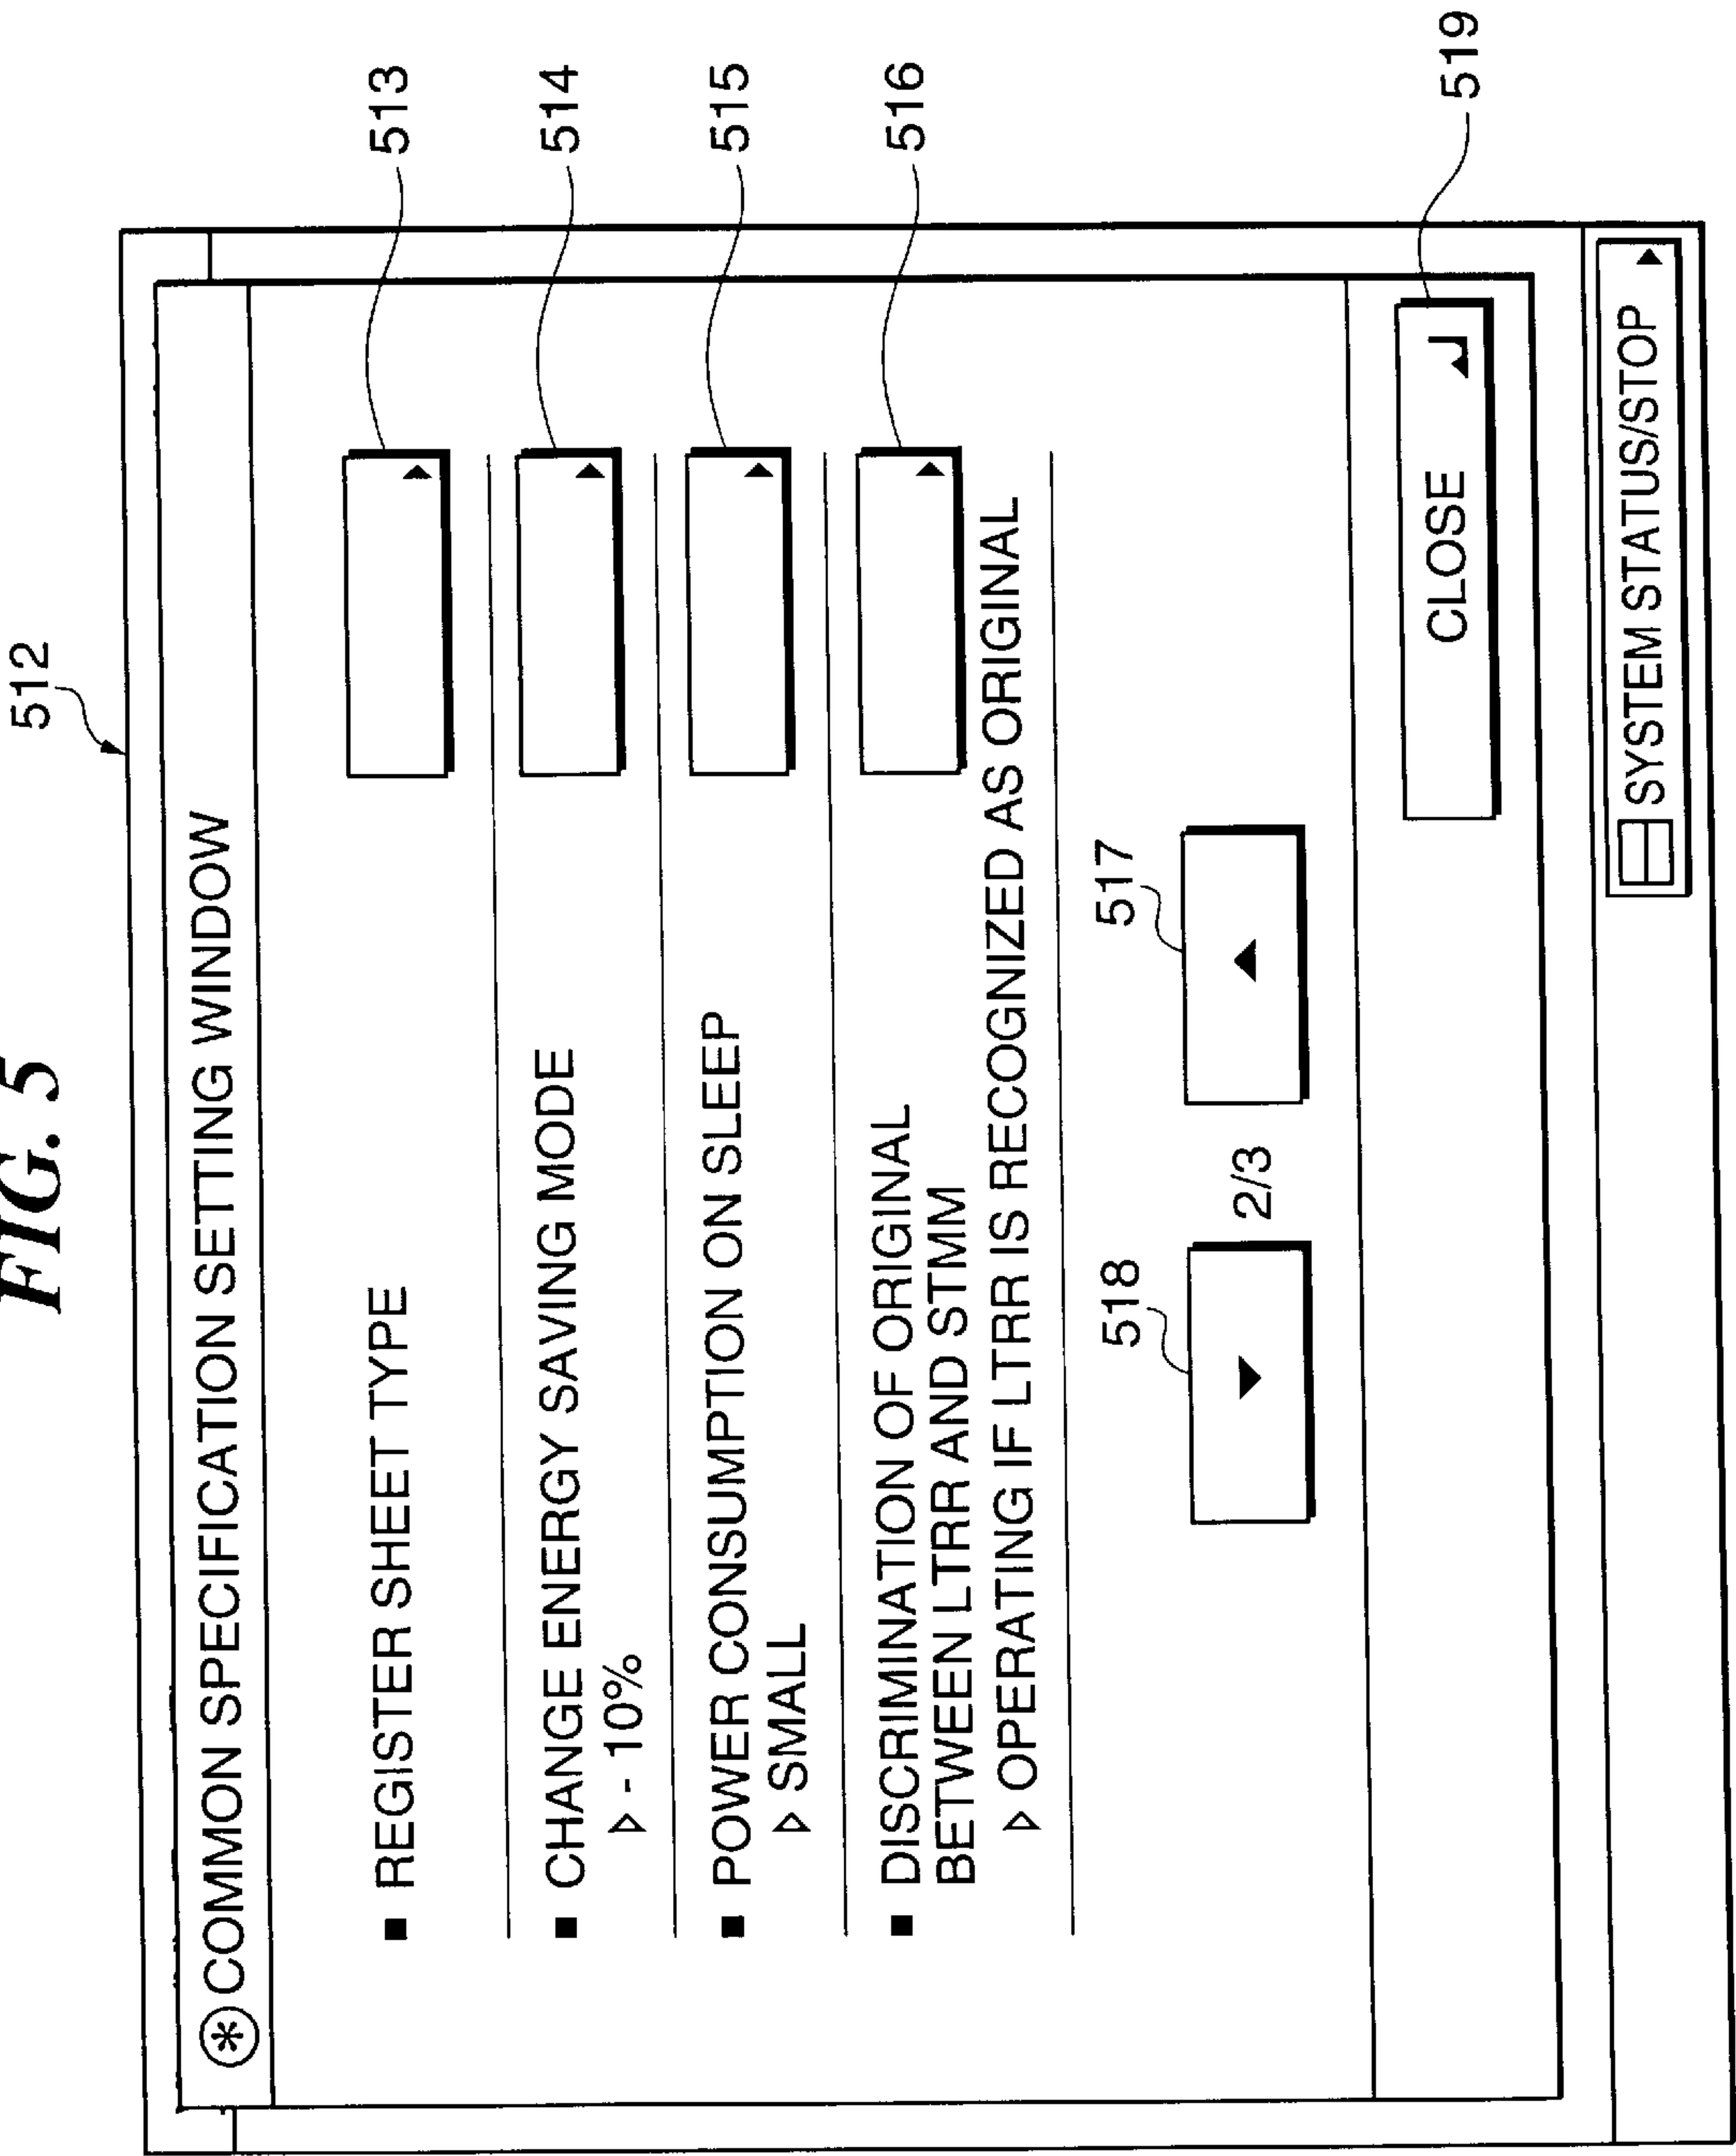 FIG. 5
512
COMMON SPECIFICATION SETTING WINDOW
REGISTER SHEET TYPE
513
CHANGE ENERGY SAVING MODE
- 10%
514
POWER CONSUMPTION ON SLEEP
SMALL
515
DISCRIMINATION OF ORIGINAL
BETWEEN LTRR AND STMM
OPERATING IF LTRR IS RECOGNIZED AS ORIGINAL
516
518
2/3
517
CLOSE
519
SYSTEM STATUS/STOP